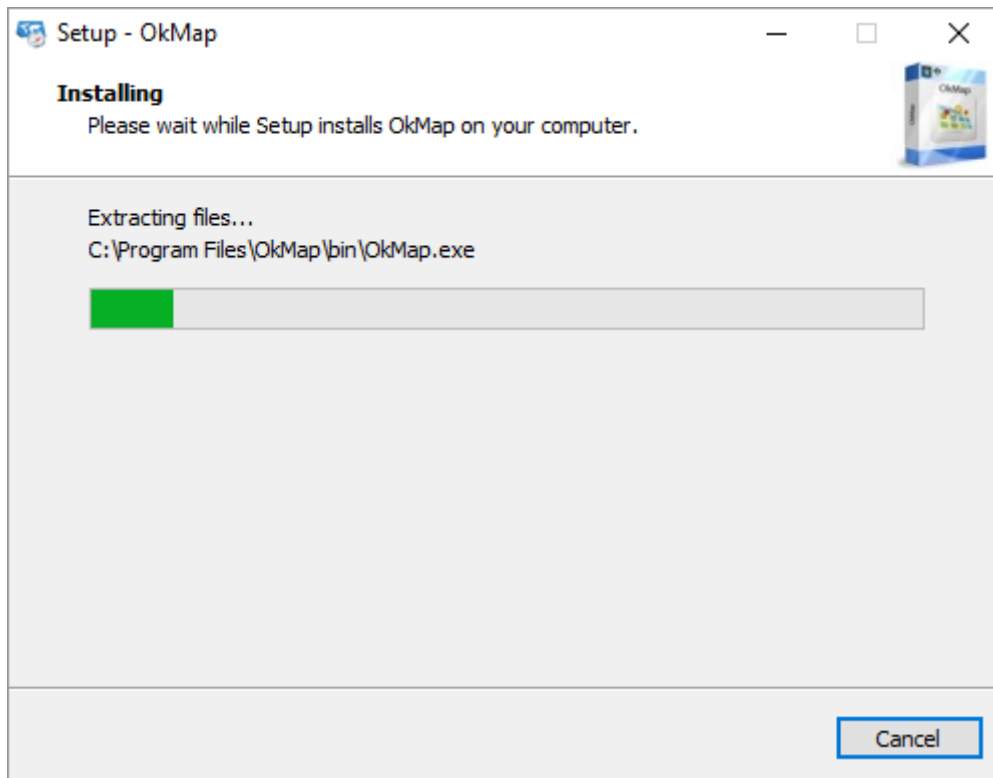 Setup - OkMap
Installing
Please wait while Setup installs OkMap on your computer.
OkMap
Extracting files...
C:\Program Files\OkMap\bin\OkMap.exe
Cancel